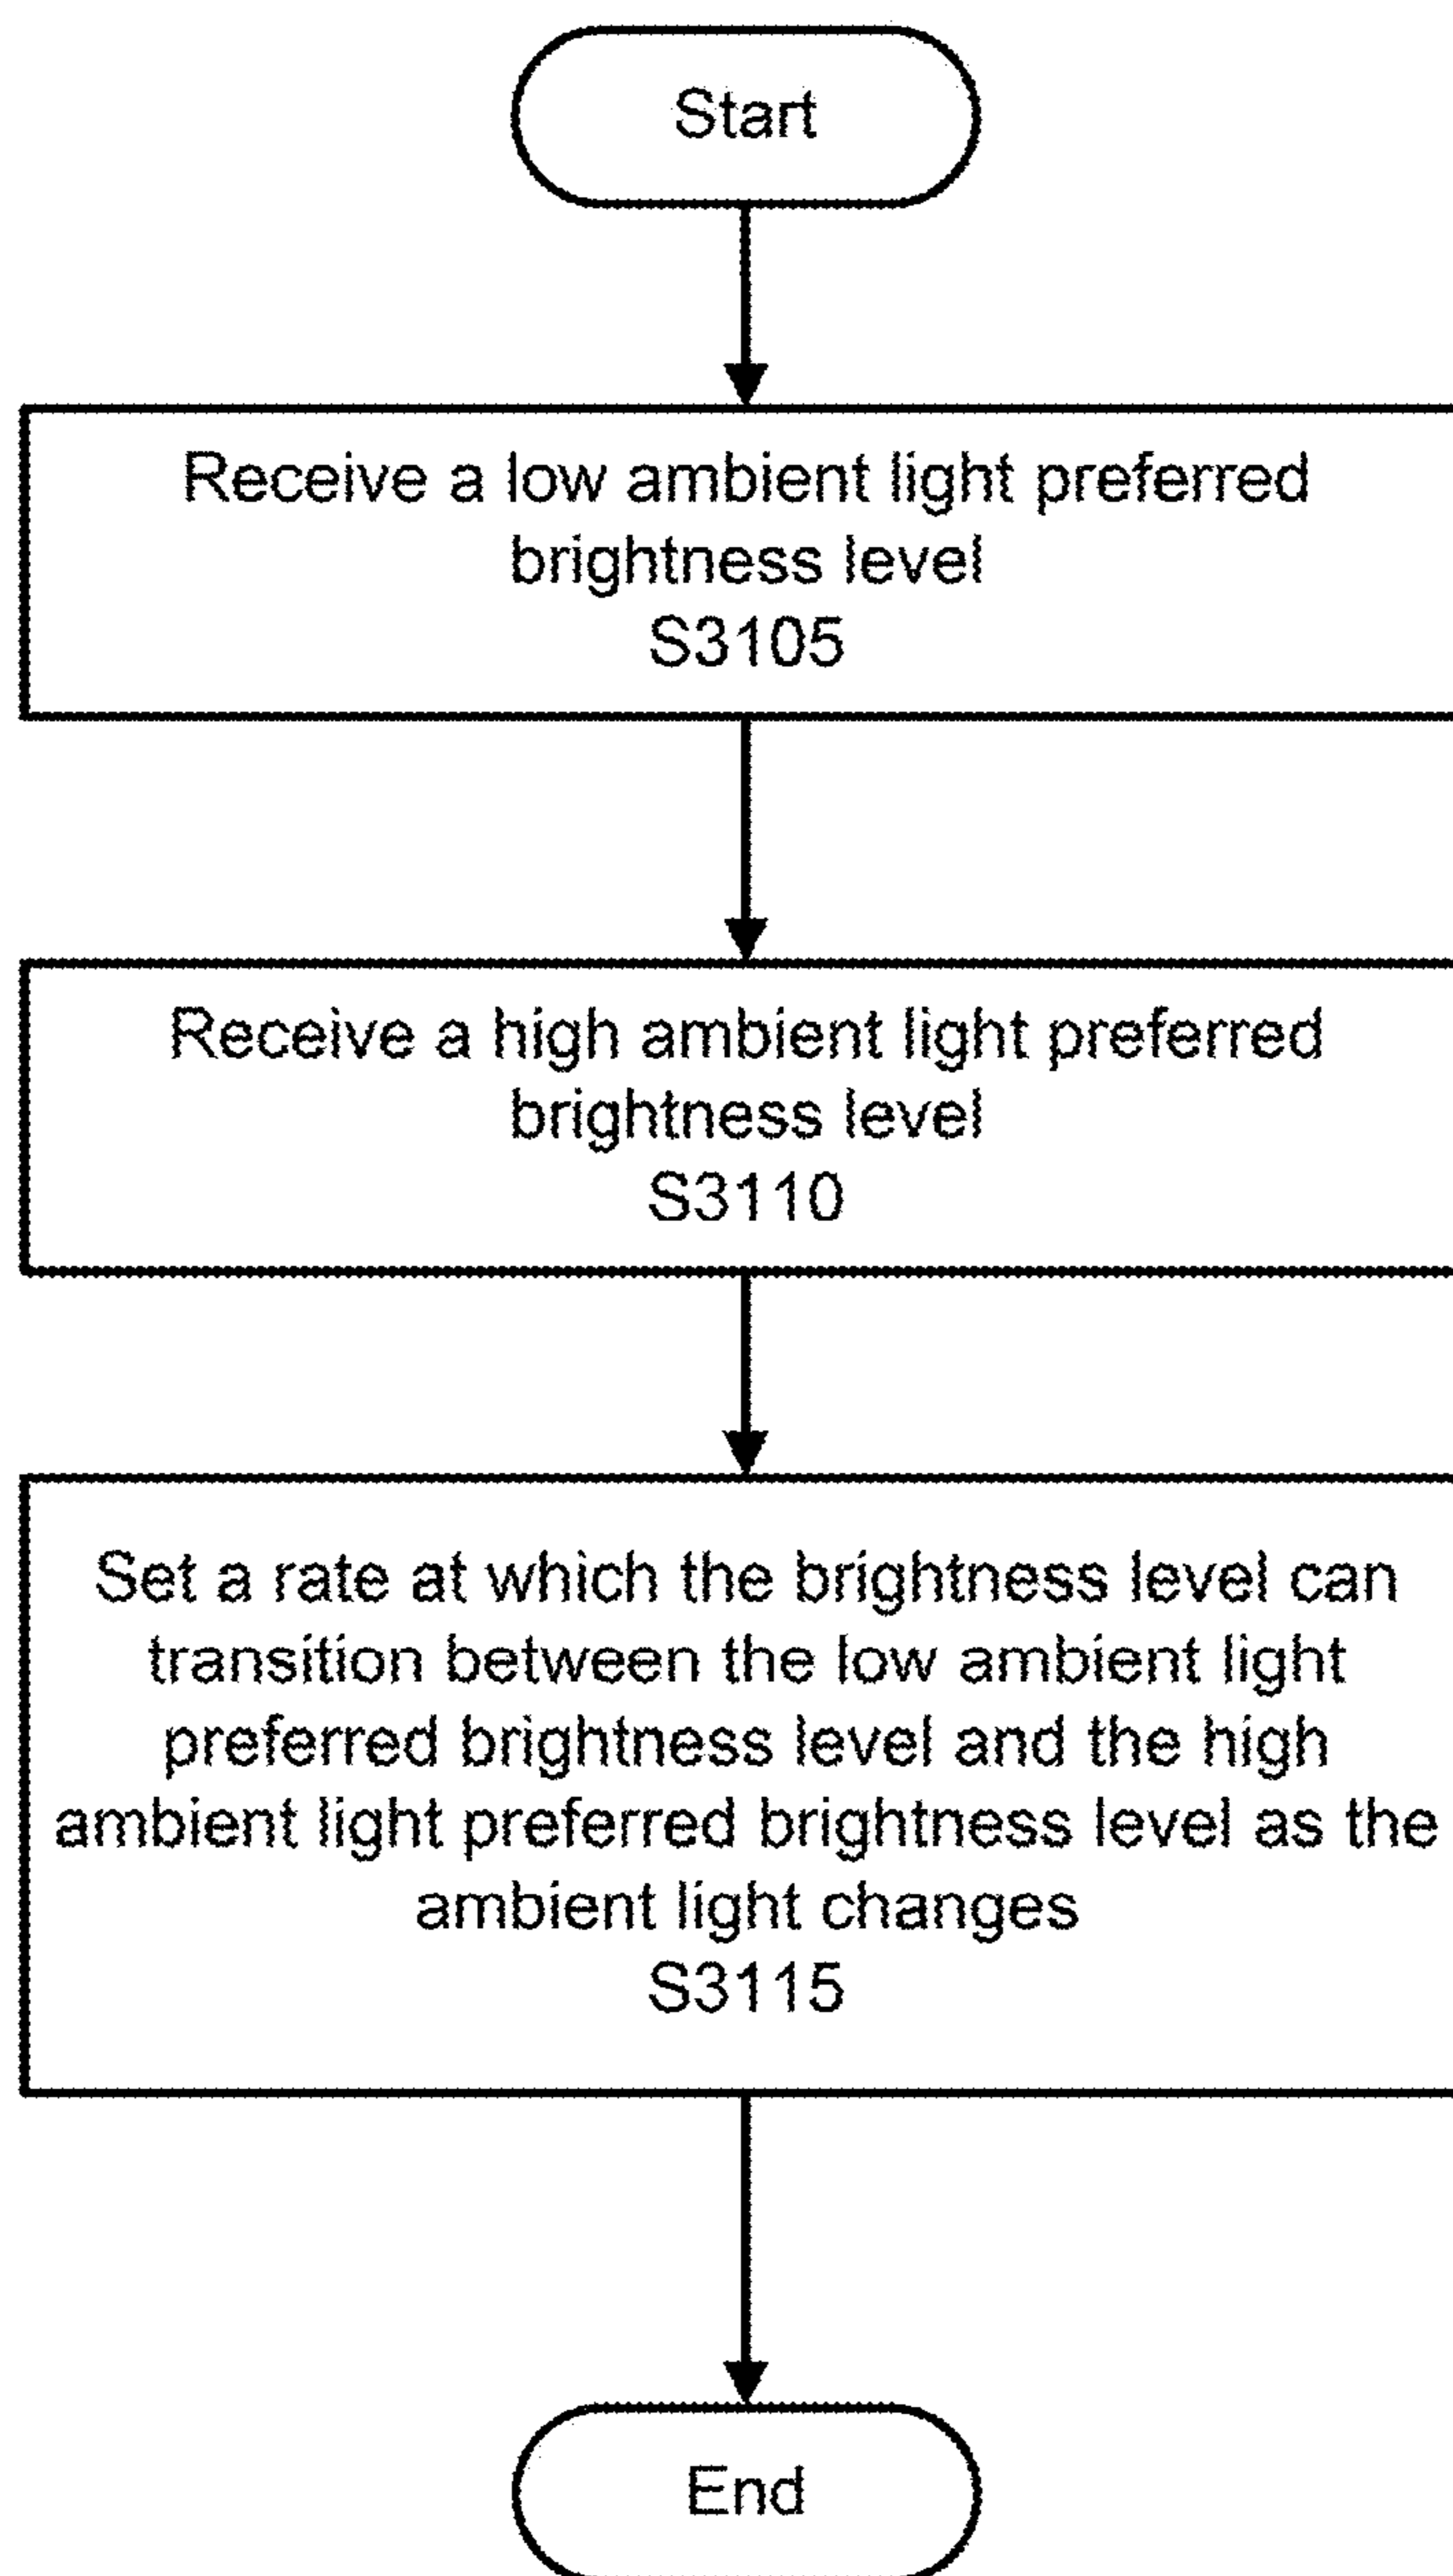 Start
Receive a low ambient light preferred
brightness level
S3105
Receive a high ambient light preferred
brightness level
S3110
Set a rate at which the brightness level can
transition between the low ambient light
preferred brightness level and the high
ambient light preferred brightness level as the
ambient light changes
S3115
End